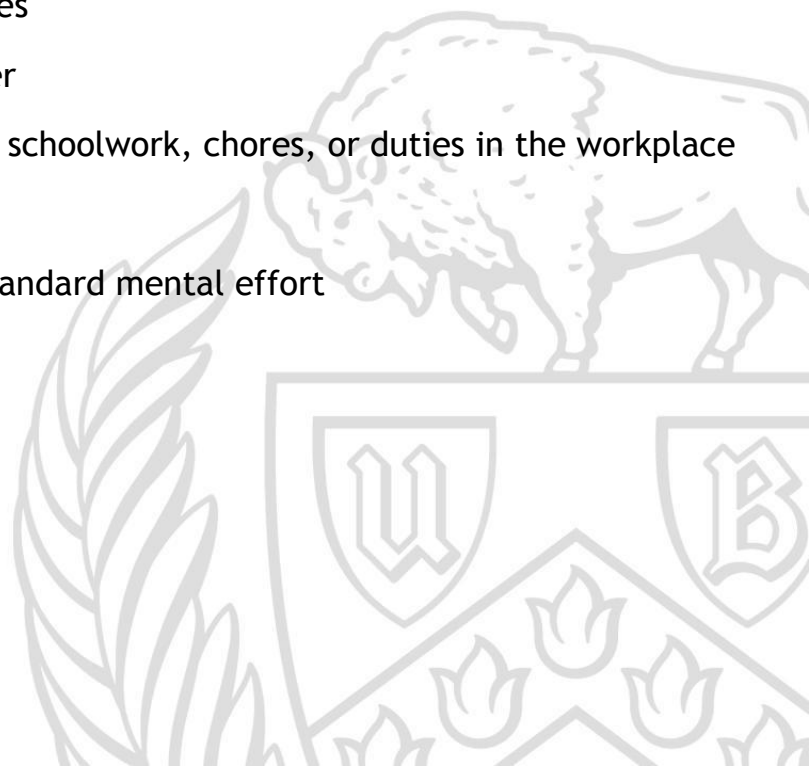 es
er
schoolwork, chores, or duties in the workplace
andard mental effort
U B